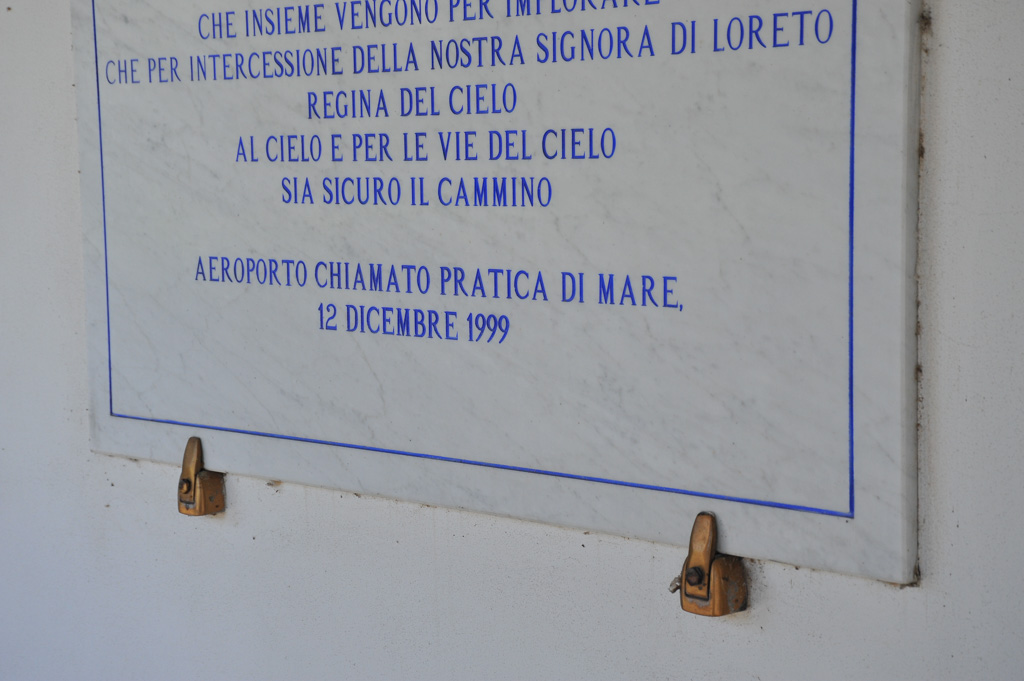 CHE INSIEME VENGONO PER IMPLORARE
CHE PER INTERCESSIONE DELLA NOSTRA SIGNORA DI LORETO
REGINA DEL CIELO
AL CIELO E PER LE VIE DEL CIELO
SIA SICURO IL CAMMINO
AEROPORTO CHIAMATO PRATICA DI MARE,
12 DICEMBRE 1999